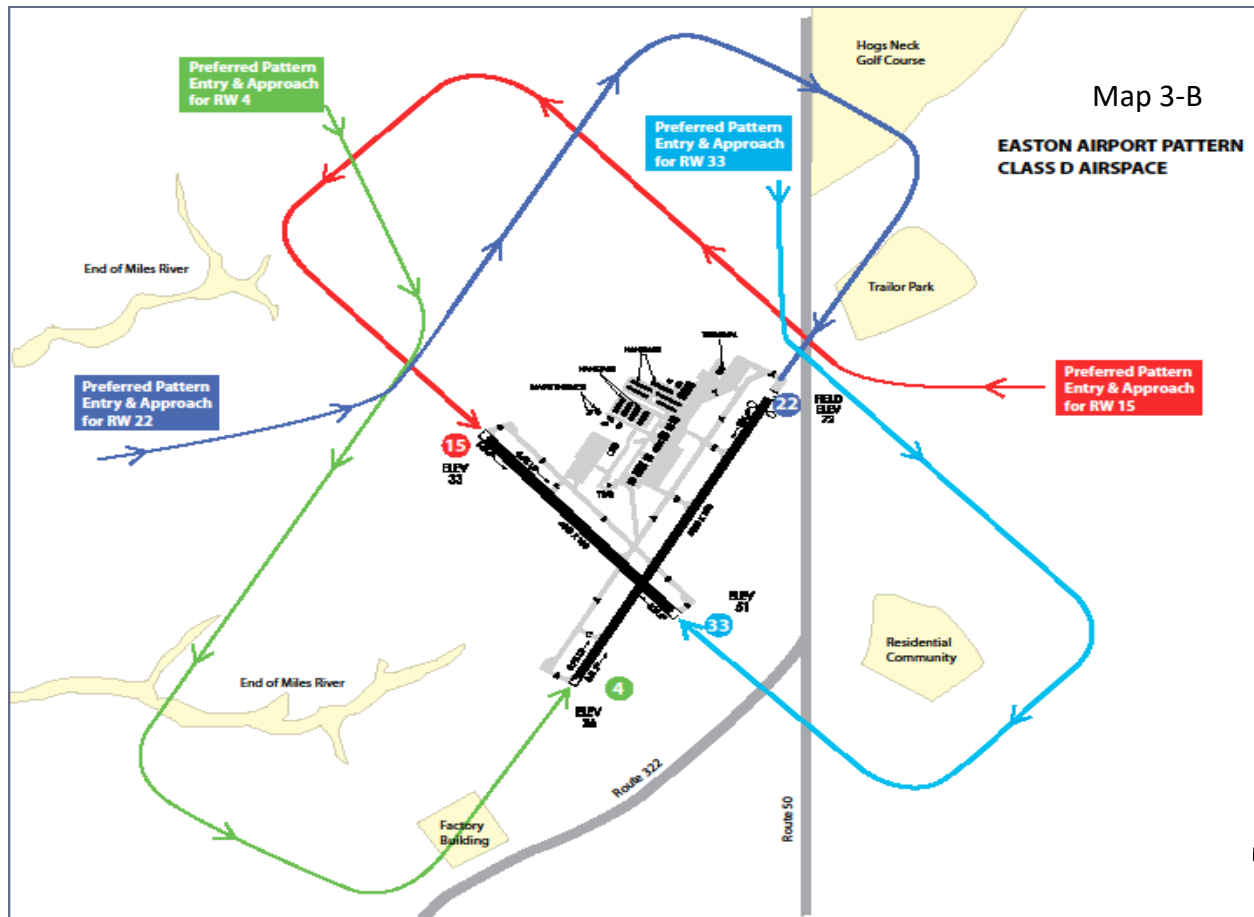 Preferred Pattern
Entry & Approach
for RW 4
Hogs Neck
Golf Course
Map 3-B
Preferred Pattern
Entry & Approach
for RW 33
EASTON AIRPORT PATTERN
CLASS D AIRSPACE
End of Miles River
Trailor Park
TERMINAL
HANGARS
HANGARS
MAINTENANCE
Preferred Pattern
Entry & Approach
for RW 22
Preferred Pattern
Entry & Approach
for RW 15
22
FIELD
ELEV
72
15
ELEV
33
ELEV
51
33
Residential
Community
End of Miles River
4
ELEV
Route 322
Route 50
Factory
Building